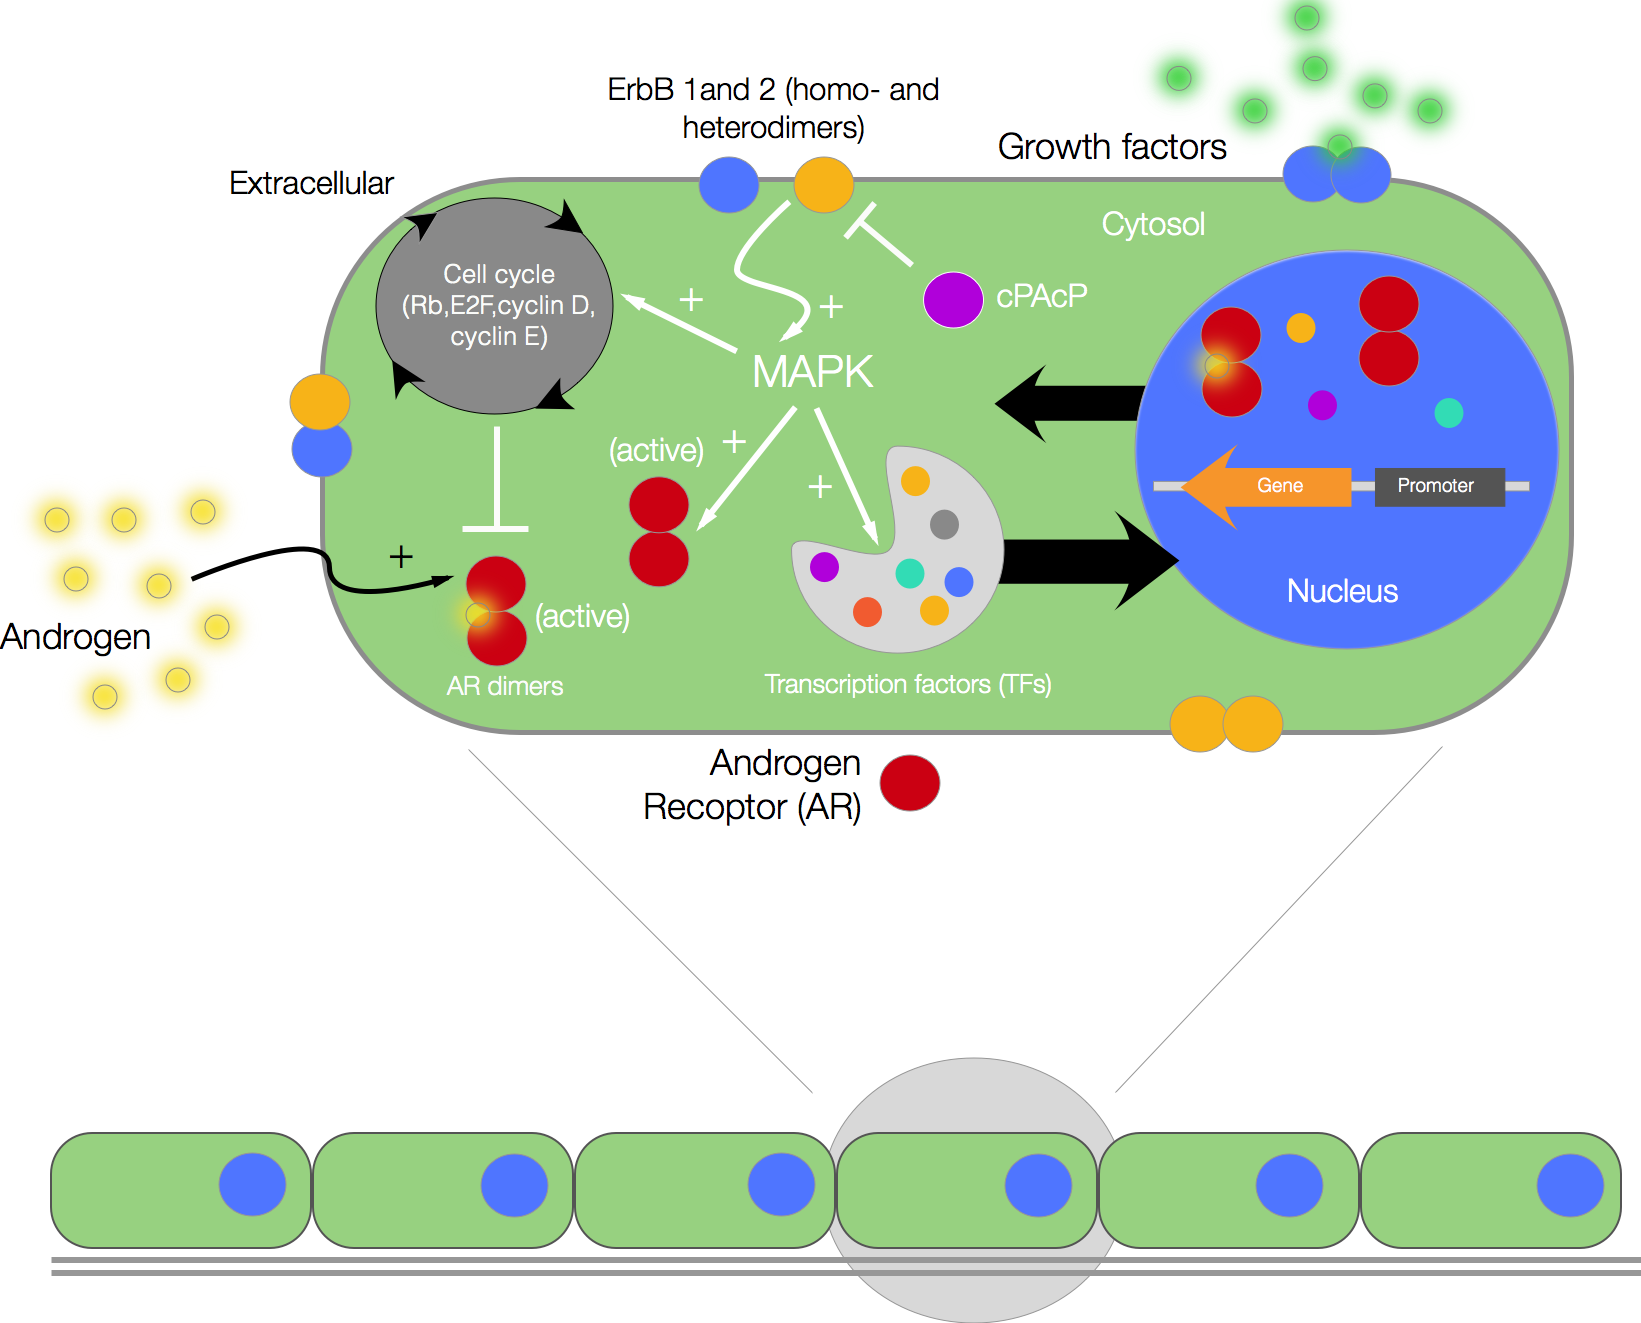 ErbB 1and 2 (homo- and
heterodimers)
Growth factors
Extracellular
Cytosol
Cell cycle
(Rb,E2F,cyclin D,
cyclin E)
+
+
cPAcP
MAPK
(active)
+
+
Gene
Promoter
+
Nucleus
Androgen
(active)
AR dimers
Transcription factors (TFs)
Androgen
Recoptor (AR)